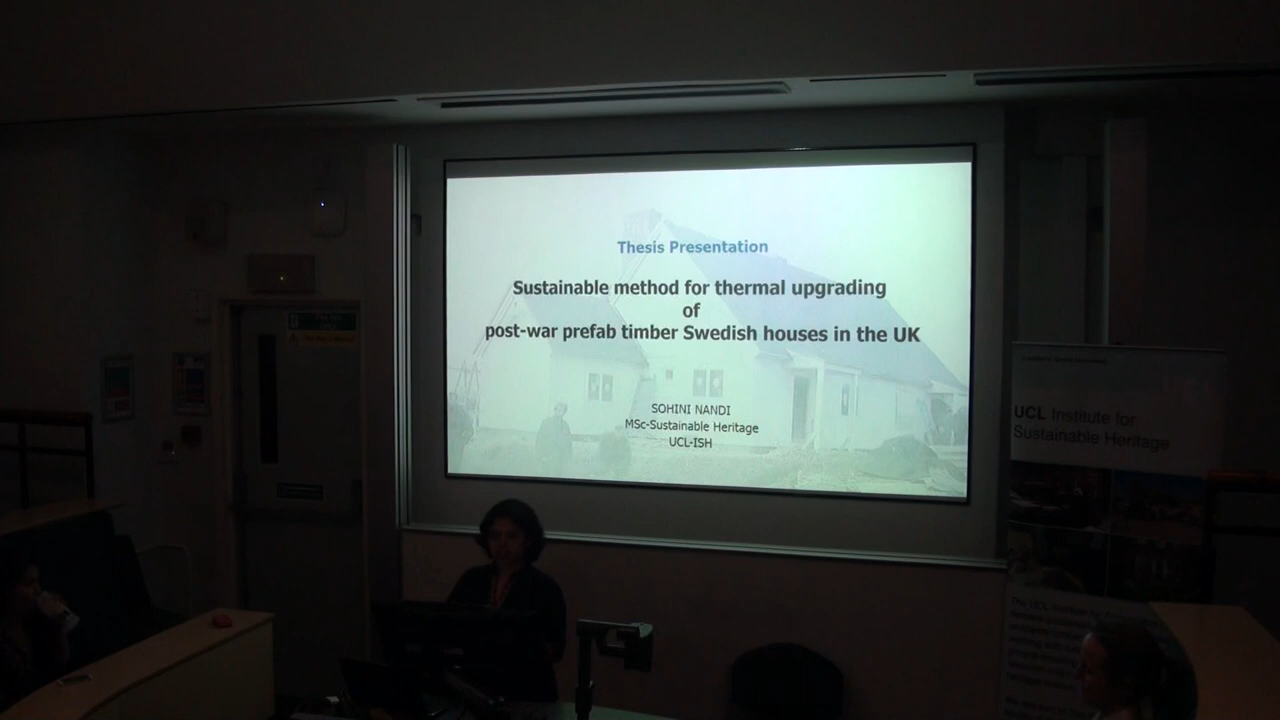 Thesis Presentation
Sustainable method for thermal upgrading
of
post-war prefab timber Swedish houses in the UK
SOHINI NANDI
MSc-Sustainable Heritage
UCL-ISH
UCL Institute for
Sustainable Heritage